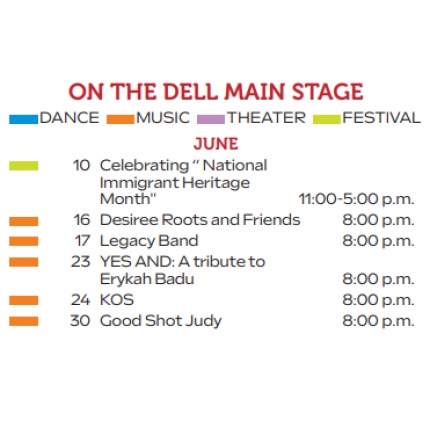 ON THE DELL MAIN STAGE
DANCE MUSIC THEATER FESTIVAL
JUNE
10 Celebrating “ National
Immigrant Heritage
Month" 11:00-5:00 p.m.
16 Desiree Roots and Friends 8:00 p.m.
17 Legacy Band 8:00 p.m.
23 YES AND: A tribute to
Erykah Badu 8:00 p.m.
24 KOS 8:00 p.m.
30 Good Shot Judy 8:00 p.m.